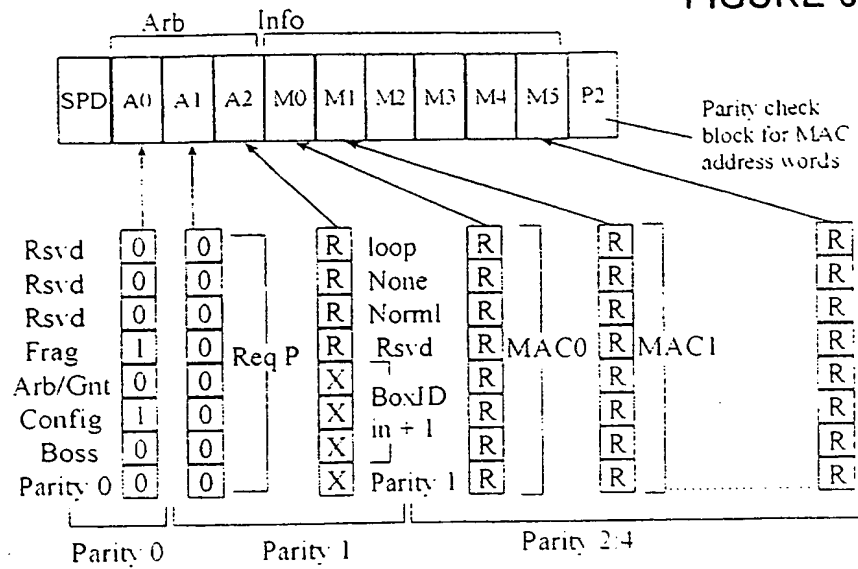 FIGURE
Arb Info
SPD A0 A1 A2 M0 M1 M2 M3 M4 M5 P2
Parity check
block for MAC
address words
Rsvd 0 0 R loop R R R
Rsvd 0 0 R None R R R
Rsvd 0 0 R Norml R R R
Frag 1 0 Req P R Rsvd R MAC0 R MAC1 R
Arb/Gnt 0 0 X BoxID R R R
Config 1 0 X in + 1 R R R
Boss 0 0 X R R R
Parity 0 0 0 X Parity 1 R R R
Parity 0 Parity 1 Parity 2:4